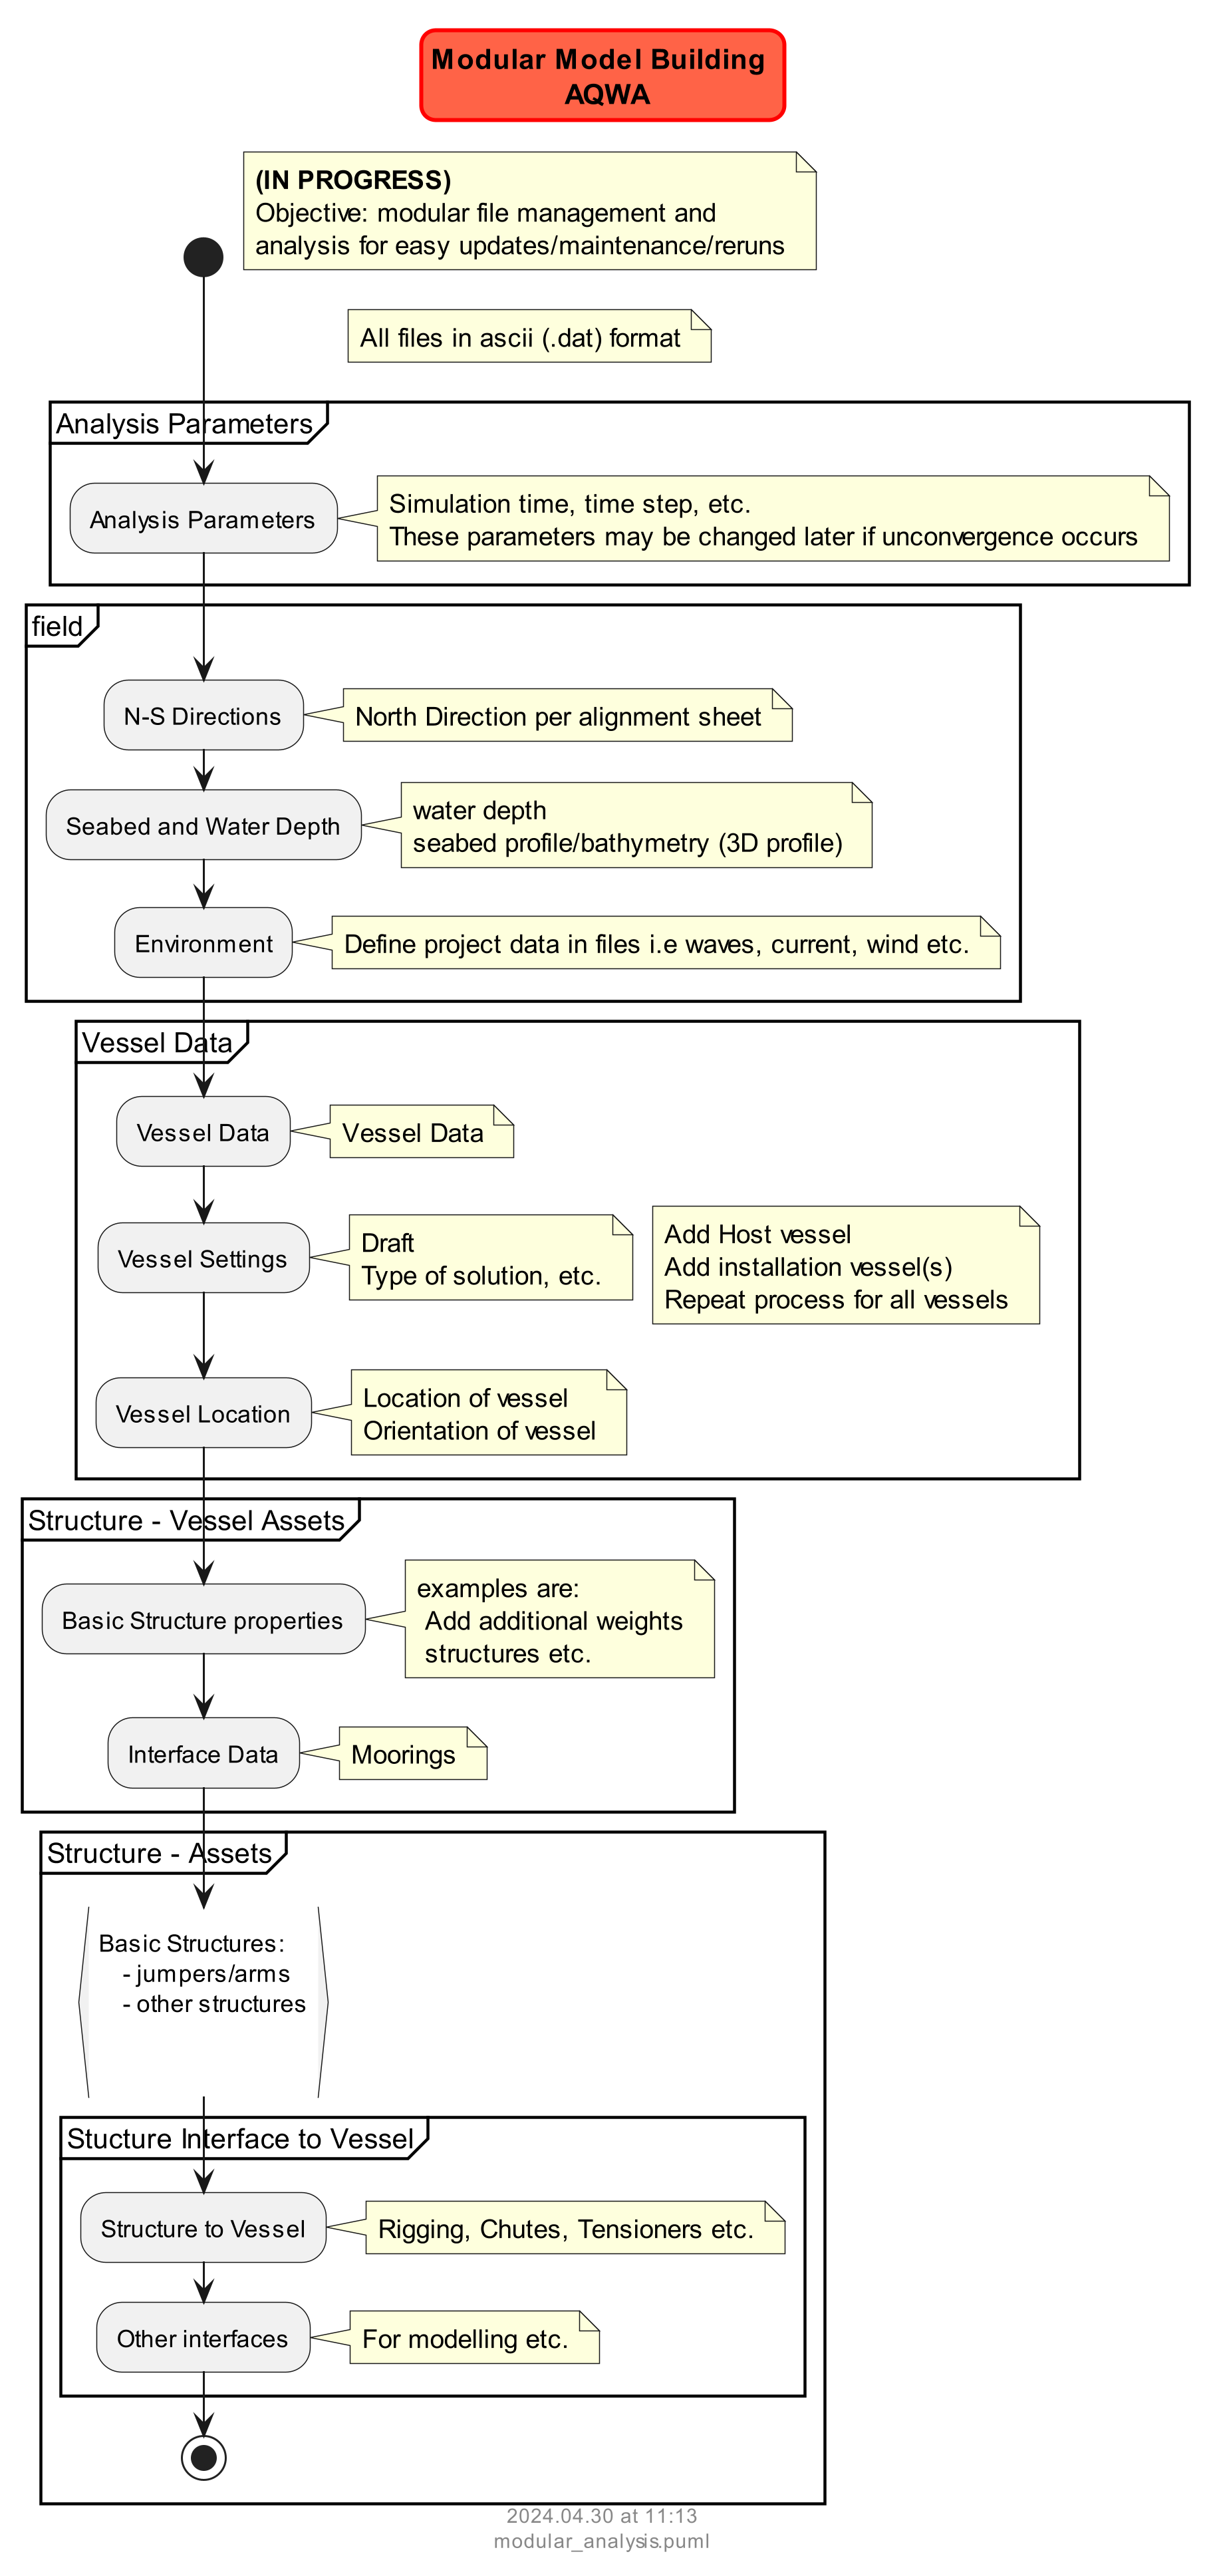 Modular Model Building
AQWA
(IN PROGRESS)
Objective: modular file management and
analysis for easy updates/maintenance/reruns
All files in ascii (.dat) format
Analysis Parameters
Analysis Parameters
Simulation time, time step, etc.
These parameters may be changed later if unconvergence occurs
field
N-S Directions
North Direction per alignment sheet
Seabed and Water Depth
water depth
seabed profile/bathymetry (3D profile)
Environment
Define project data in files i.e waves, current, wind etc.
Vessel Data
Vessel Data
Vessel Data
Vessel Settings
Draft
Type of solution, etc.
Add Host vessel
Add installation vessel(s)
Repeat process for all vessels
Vessel Location
Location of vessel
Orientation of vessel
Structure - Vessel Assets
Basic Structure properties
examples are:
Add additional weights
structures etc.
Interface Data
Moorings
Structure - Assets
Basic Structures:
- jumpers/arms
- other structures
Stucture Interface to Vessel
Structure to Vessel
Rigging, Chutes, Tensioners etc.
Other interfaces
For modelling etc.
2024.04.30 at 11:13
modular_analysis.puml